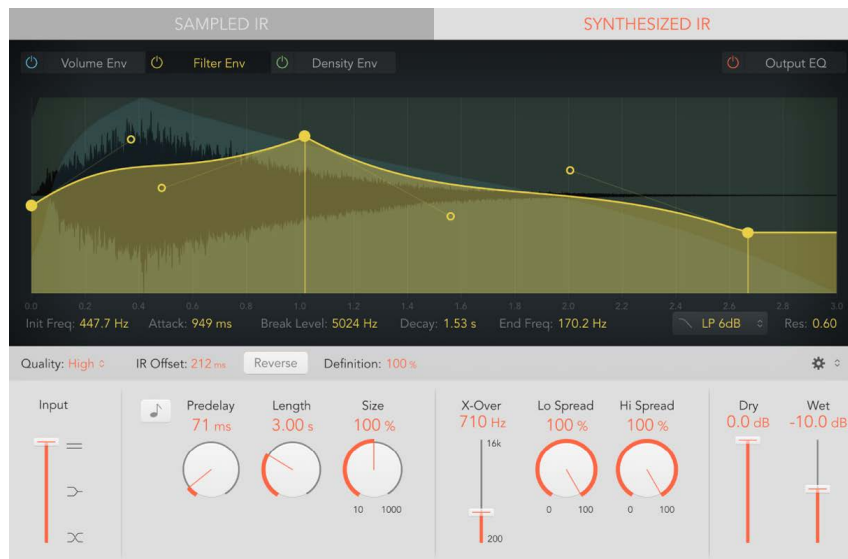 SAMPLED IR SYNTHESIZED IR
Volume Env Filter Env Density Env Output EQ
0.0 0.2 0.4 0.6 0.8 1.0 1.2 1.4 1.6 1.8 2.0 2.2 2.4 2.6 2.8 3.0
Init Freq: 447.7 Hz Attack: 949 ms Break Level: 5024 Hz Decay: 1.53 s End Freq: 170.2 Hz LP 6dB Res: 0.60
Quality: High IR Offset: 212 ms Reverse Definition: 100 %
Input Predelay Length Size X-Over Lo Spread Hi Spread Dry Wet
71 ms 3.00 s 100 % 710 Hz 100 % 100 % 0.0 dB -10.0 dB
16k
10 1000 0 100 0 100
200